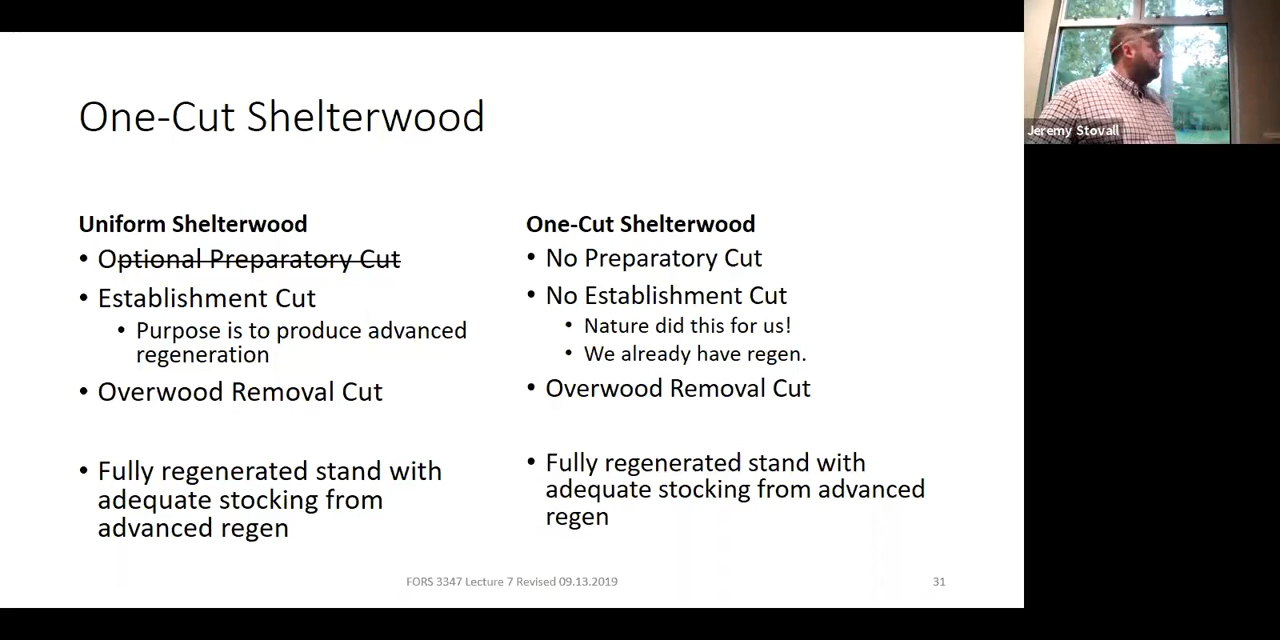 One-Cut Shelterwood
Jeremy Stovall
Uniform Shelterwood
• Optional Preparatory Cut
• Establishment Cut
• Purpose is to produce advanced
regeneration
• Overwood Removal Cut
• Fully regenerated stand with
adequate stocking from
advanced regen
One-Cut Shelterwood
• No Preparatory Cut
• No Establishment Cut
• Nature did this for us!
• We already have regen.
• Overwood Removal Cut
• Fully regenerated stand with
adequate stocking from advanced
regen
FORS 3347 Lecture 7 Revised 09.13.2019
31